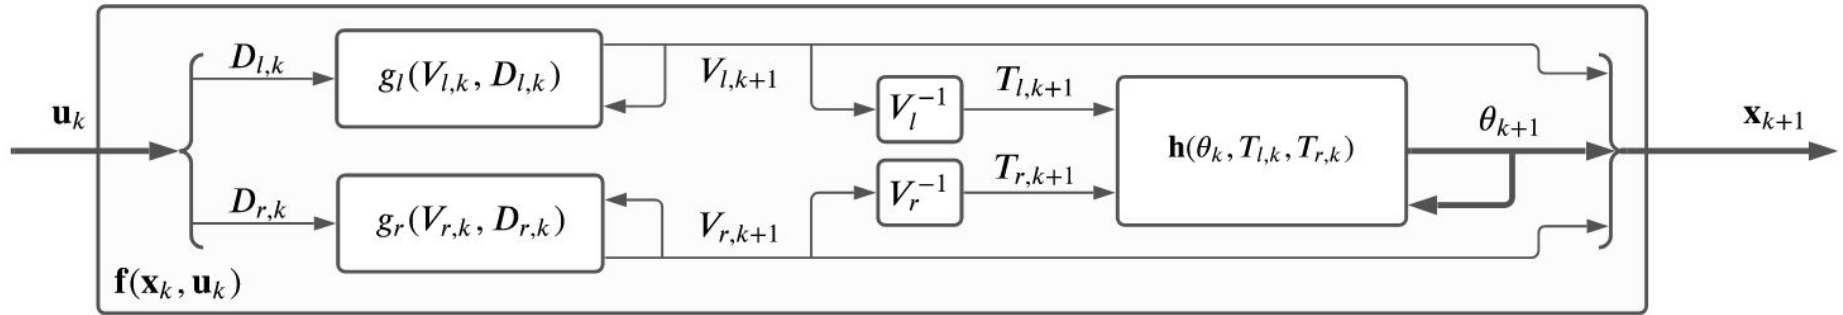 𝐮ₖ
D_{l,k}
g_l(V_{l,k}, D_{l,k})
V_{l,k+1}
V_l^{-1}
T_{l,k+1}
𝐡(θ_k, T_{l,k}, T_{r,k})
θ_{k+1}
𝐱_{k+1}
D_{r,k}
g_r(V_{r,k}, D_{r,k})
V_{r,k+1}
V_r^{-1}
T_{r,k+1}
𝐟(𝐱_k, 𝐮_k)